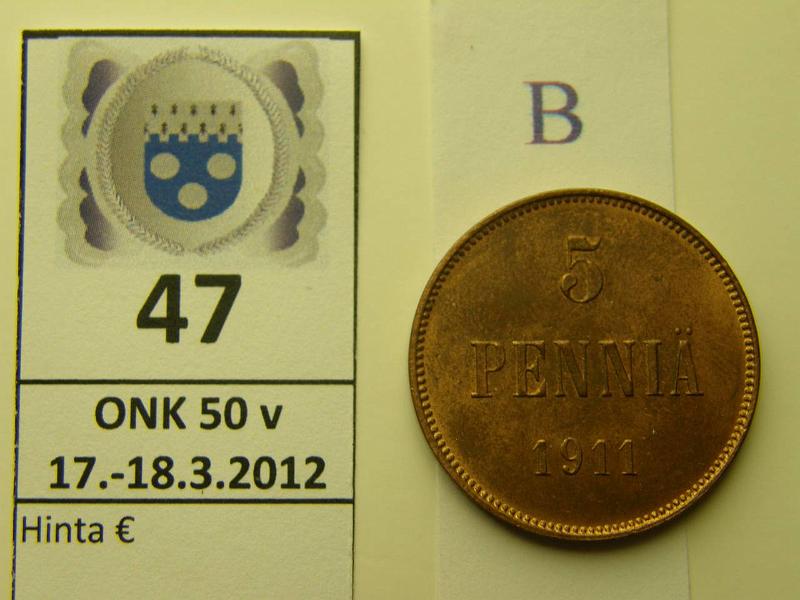 47
ONK 50 v
17.-18.3.2012
Hinta €
B
5
PENNIÄ
1911